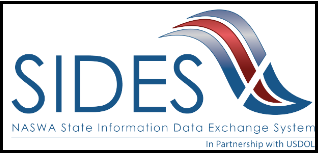 SIDES
NASWA State Information Data Exchange System
In Partnership with USDOL